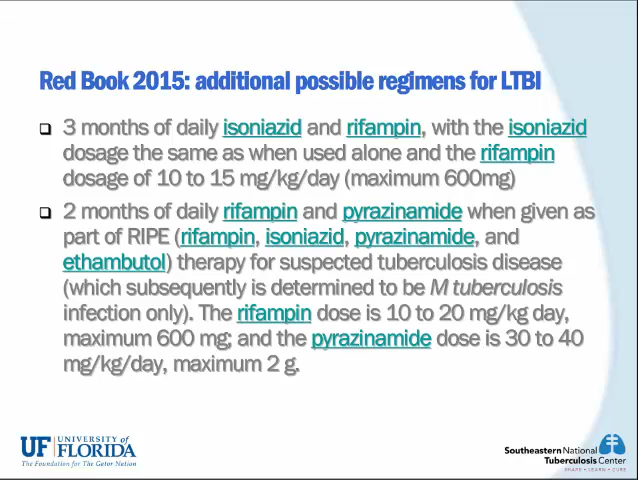 Red Book 2015: additional possible regimens for LTBI
3 months of daily isoniazid and rifampin, with the isoniazid
dosage the same as when used alone and the rifampin
dosage of 10 to 15 mg/kg/day (maximum 600mg)
2 months of daily rifampin and pyrazinamide when given as
part of RIPE (rifampin, isoniazid, pyrazinamide, and
ethambutol) therapy for suspected tuberculosis disease
(which subsequently is determined to be M tuberculosis
infection only). The rifampin dose is 10 to 20 mg/kg day,
maximum 600 mg; and the pyrazinamide dose is 30 to 40
mg/kg/day, maximum 2 g.
UF UNIVERSITY of
FLORIDA
The Foundation for The Gator Nation
Southeastern National
Tuberculosis Center
SHARE • LEARN • CURE